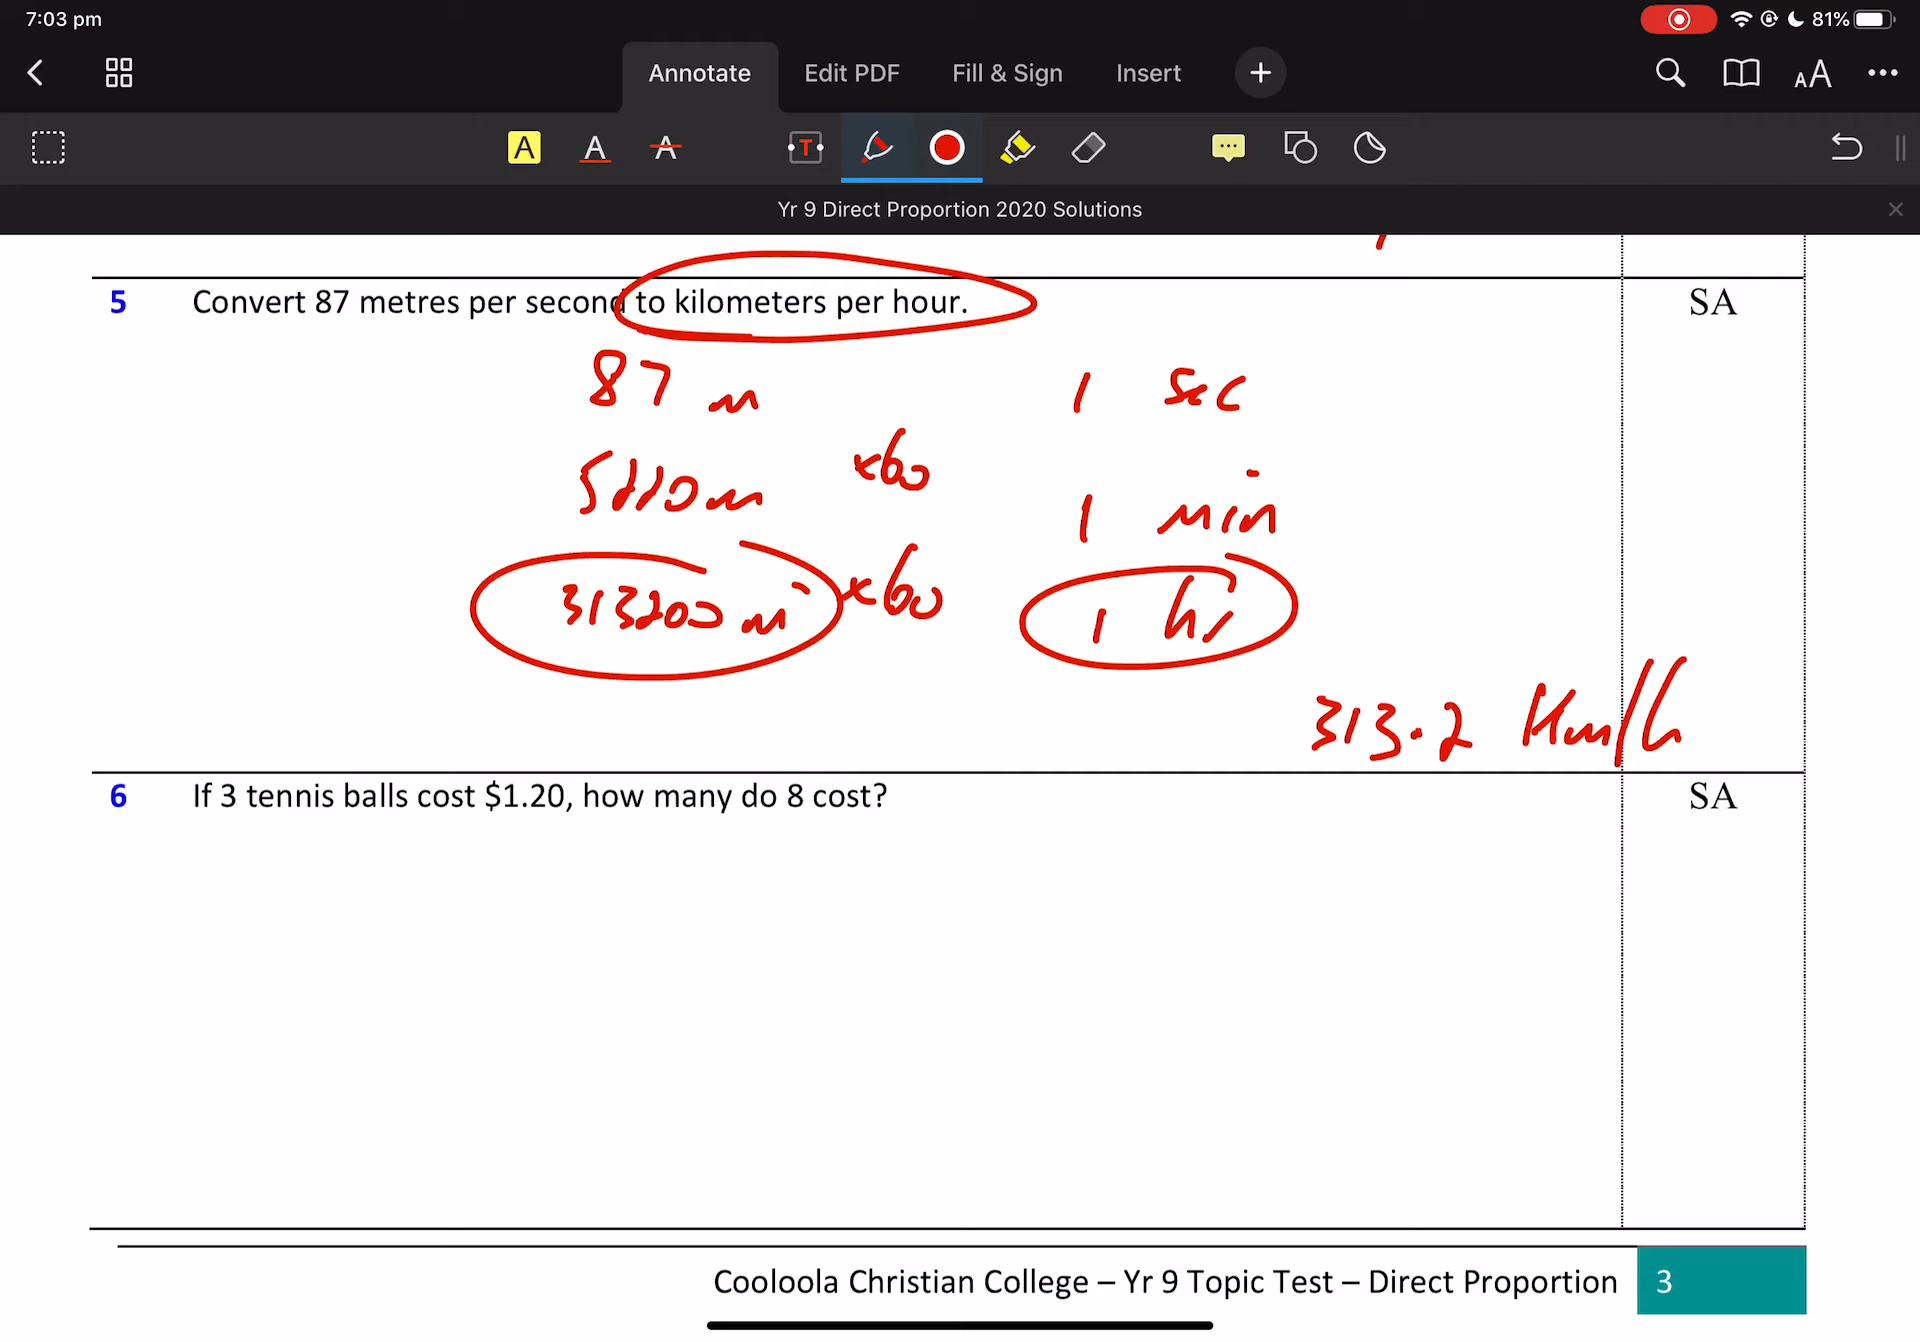 7:03 pm
81%
Annotate Edit PDF Fill & Sign Insert
Yr 9 Direct Proportion 2020 Solutions
5 Convert 87 metres per second to kilometers per hour. SA
87 m 1 sec
x60
5220m 1 min
313200 m x60 1 hr
313.2 Km/h
6 If 3 tennis balls cost $1.20, how many do 8 cost? SA
Cooloola Christian College – Yr 9 Topic Test – Direct Proportion 3